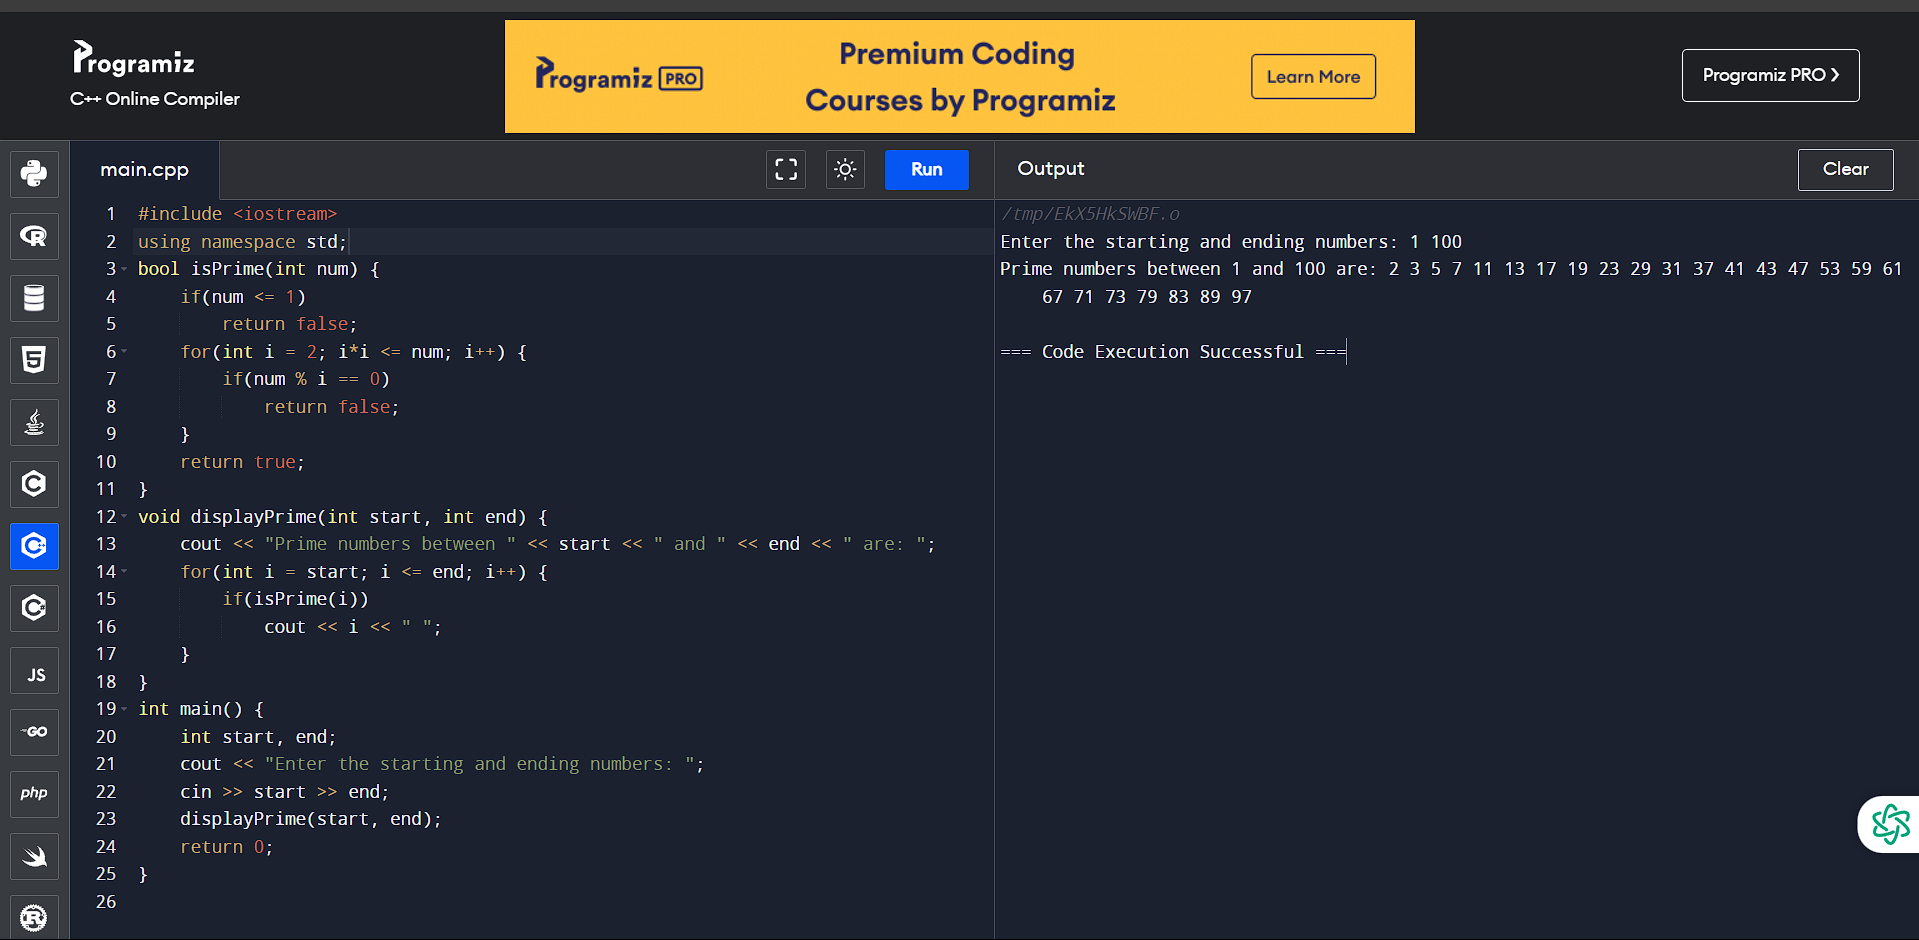 Programiz
C++ Online Compiler
Programiz PRO
Premium Coding
Courses by Programiz
Learn More
Programiz PRO ❯
main.cpp
Run
Output
Clear
1 #include <iostream>
2 using namespace std;
3 bool isPrime(int num) {
4     if(num <= 1)
5         return false;
6     for(int i = 2; i*i <= num; i++) {
7         if(num % i == 0)
8             return false;
9     }
10     return true;
11 }
12 void displayPrime(int start, int end) {
13     cout << "Prime numbers between " << start << " and " << end << " are: ";
14     for(int i = start; i <= end; i++) {
15         if(isPrime(i))
16             cout << i << " ";
17     }
18 }
19 int main() {
20     int start, end;
21     cout << "Enter the starting and ending numbers: ";
22     cin >> start >> end;
23     displayPrime(start, end);
24     return 0;
25 }
26
/tmp/EkX5HkSWBF.o
Enter the starting and ending numbers: 1 100
Prime numbers between 1 and 100 are: 2 3 5 7 11 13 17 19 23 29 31 37 41 43 47 53 59 61
67 71 73 79 83 89 97
=== Code Execution Successful ===
R
5
C
C++
C#
JS
GO
php
R